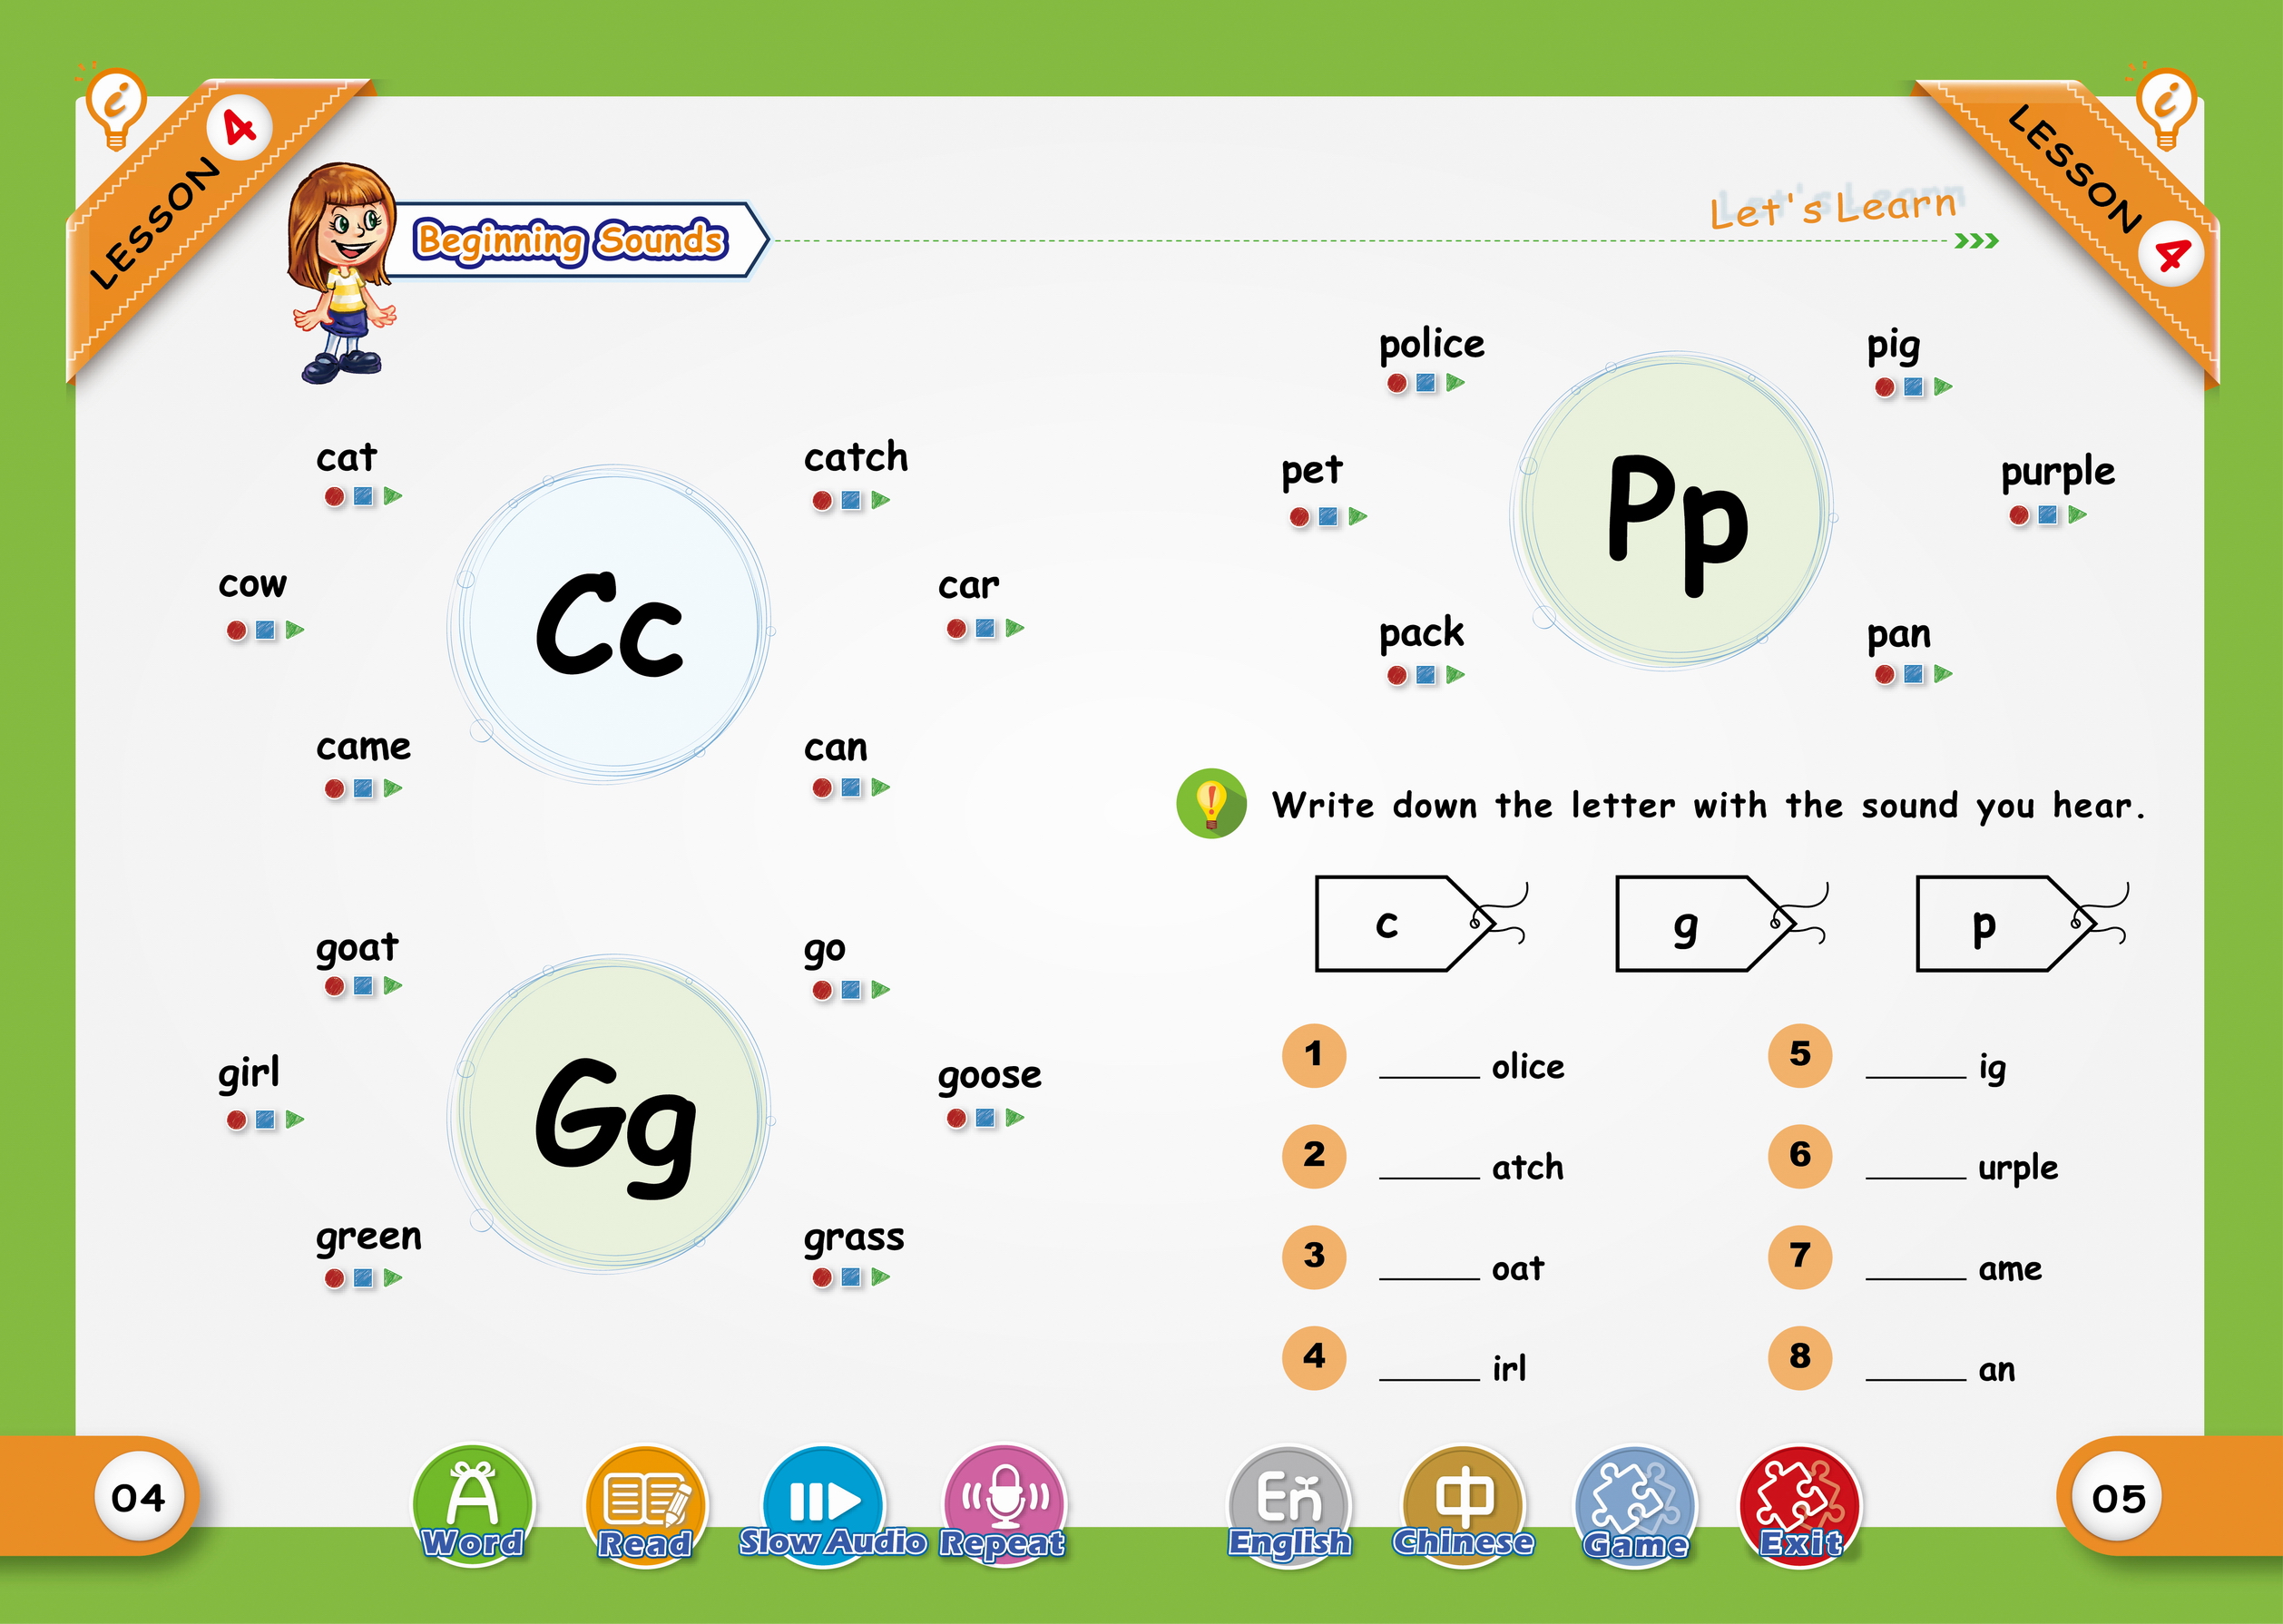 LESSON 4
LESSON 4
Beginning Sounds
Let's Learn
cat
catch
cow
Cc
car
came
can
goat
go
girl
Gg
goose
green
grass
police
pig
pet
Pp
purple
pack
pan
Write down the letter with the sound you hear.
c
g
p
1 _____ olice
2 _____ atch
3 _____ oat
4 _____ irl
5 _____ ig
6 _____ urple
7 _____ ame
8 _____ an
04
A
Word
Read
Slow Audio
Repeat
En
English
中
Chinese
Game
Exit
05